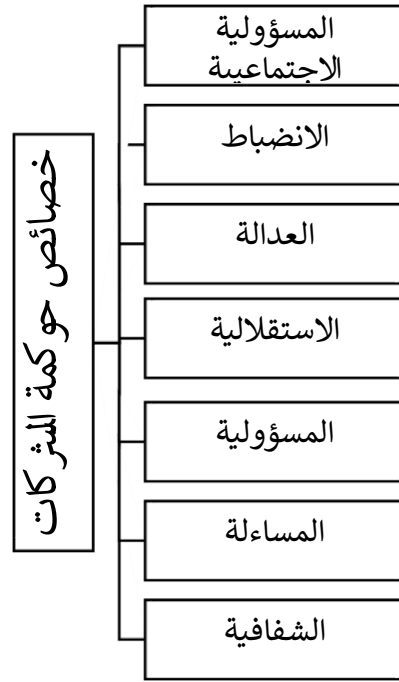 خصائص حوكمة الشركات
المسؤولية
الاجتماعية
الانضباط
العدالة
الاستقلالية
المسؤولية
المساءلة
الشفافية